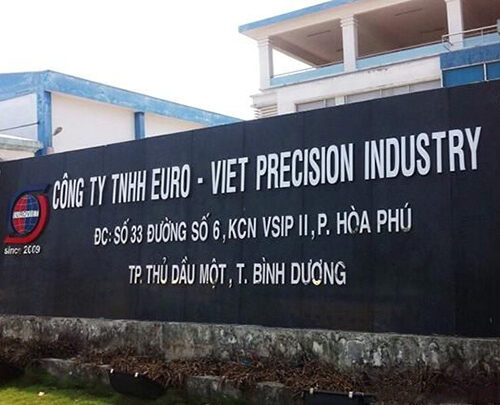 CÔNG TY TNHH EURO - VIET PRECISION INDUSTRY
ĐC: SỐ 33 ĐƯỜNG SỐ 6, KCN VSIP II, P. HÒA PHÚ
TP. THỦ DẦU MỘT, T. BÌNH DƯƠNG
EUROVIET
since 2009